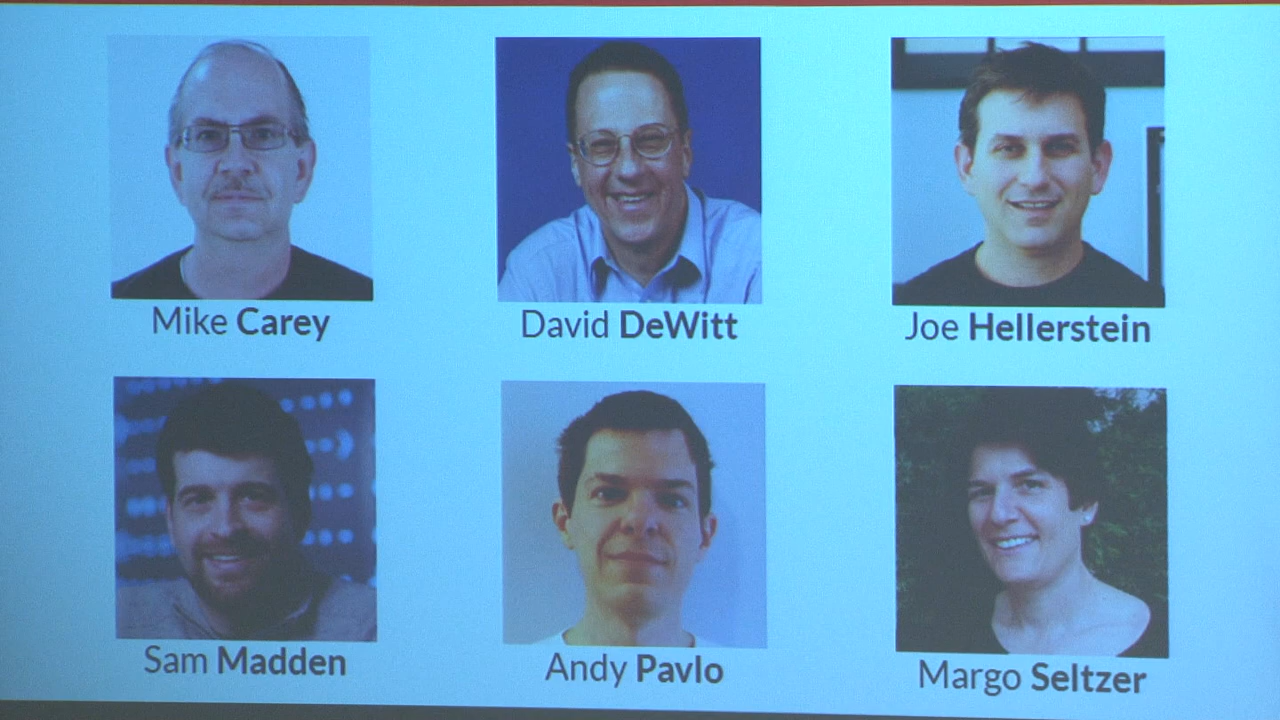 Mike Carey
David DeWitt
Joe Hellerstein
Sam Madden
Andy Pavlo
Margo Seltzer